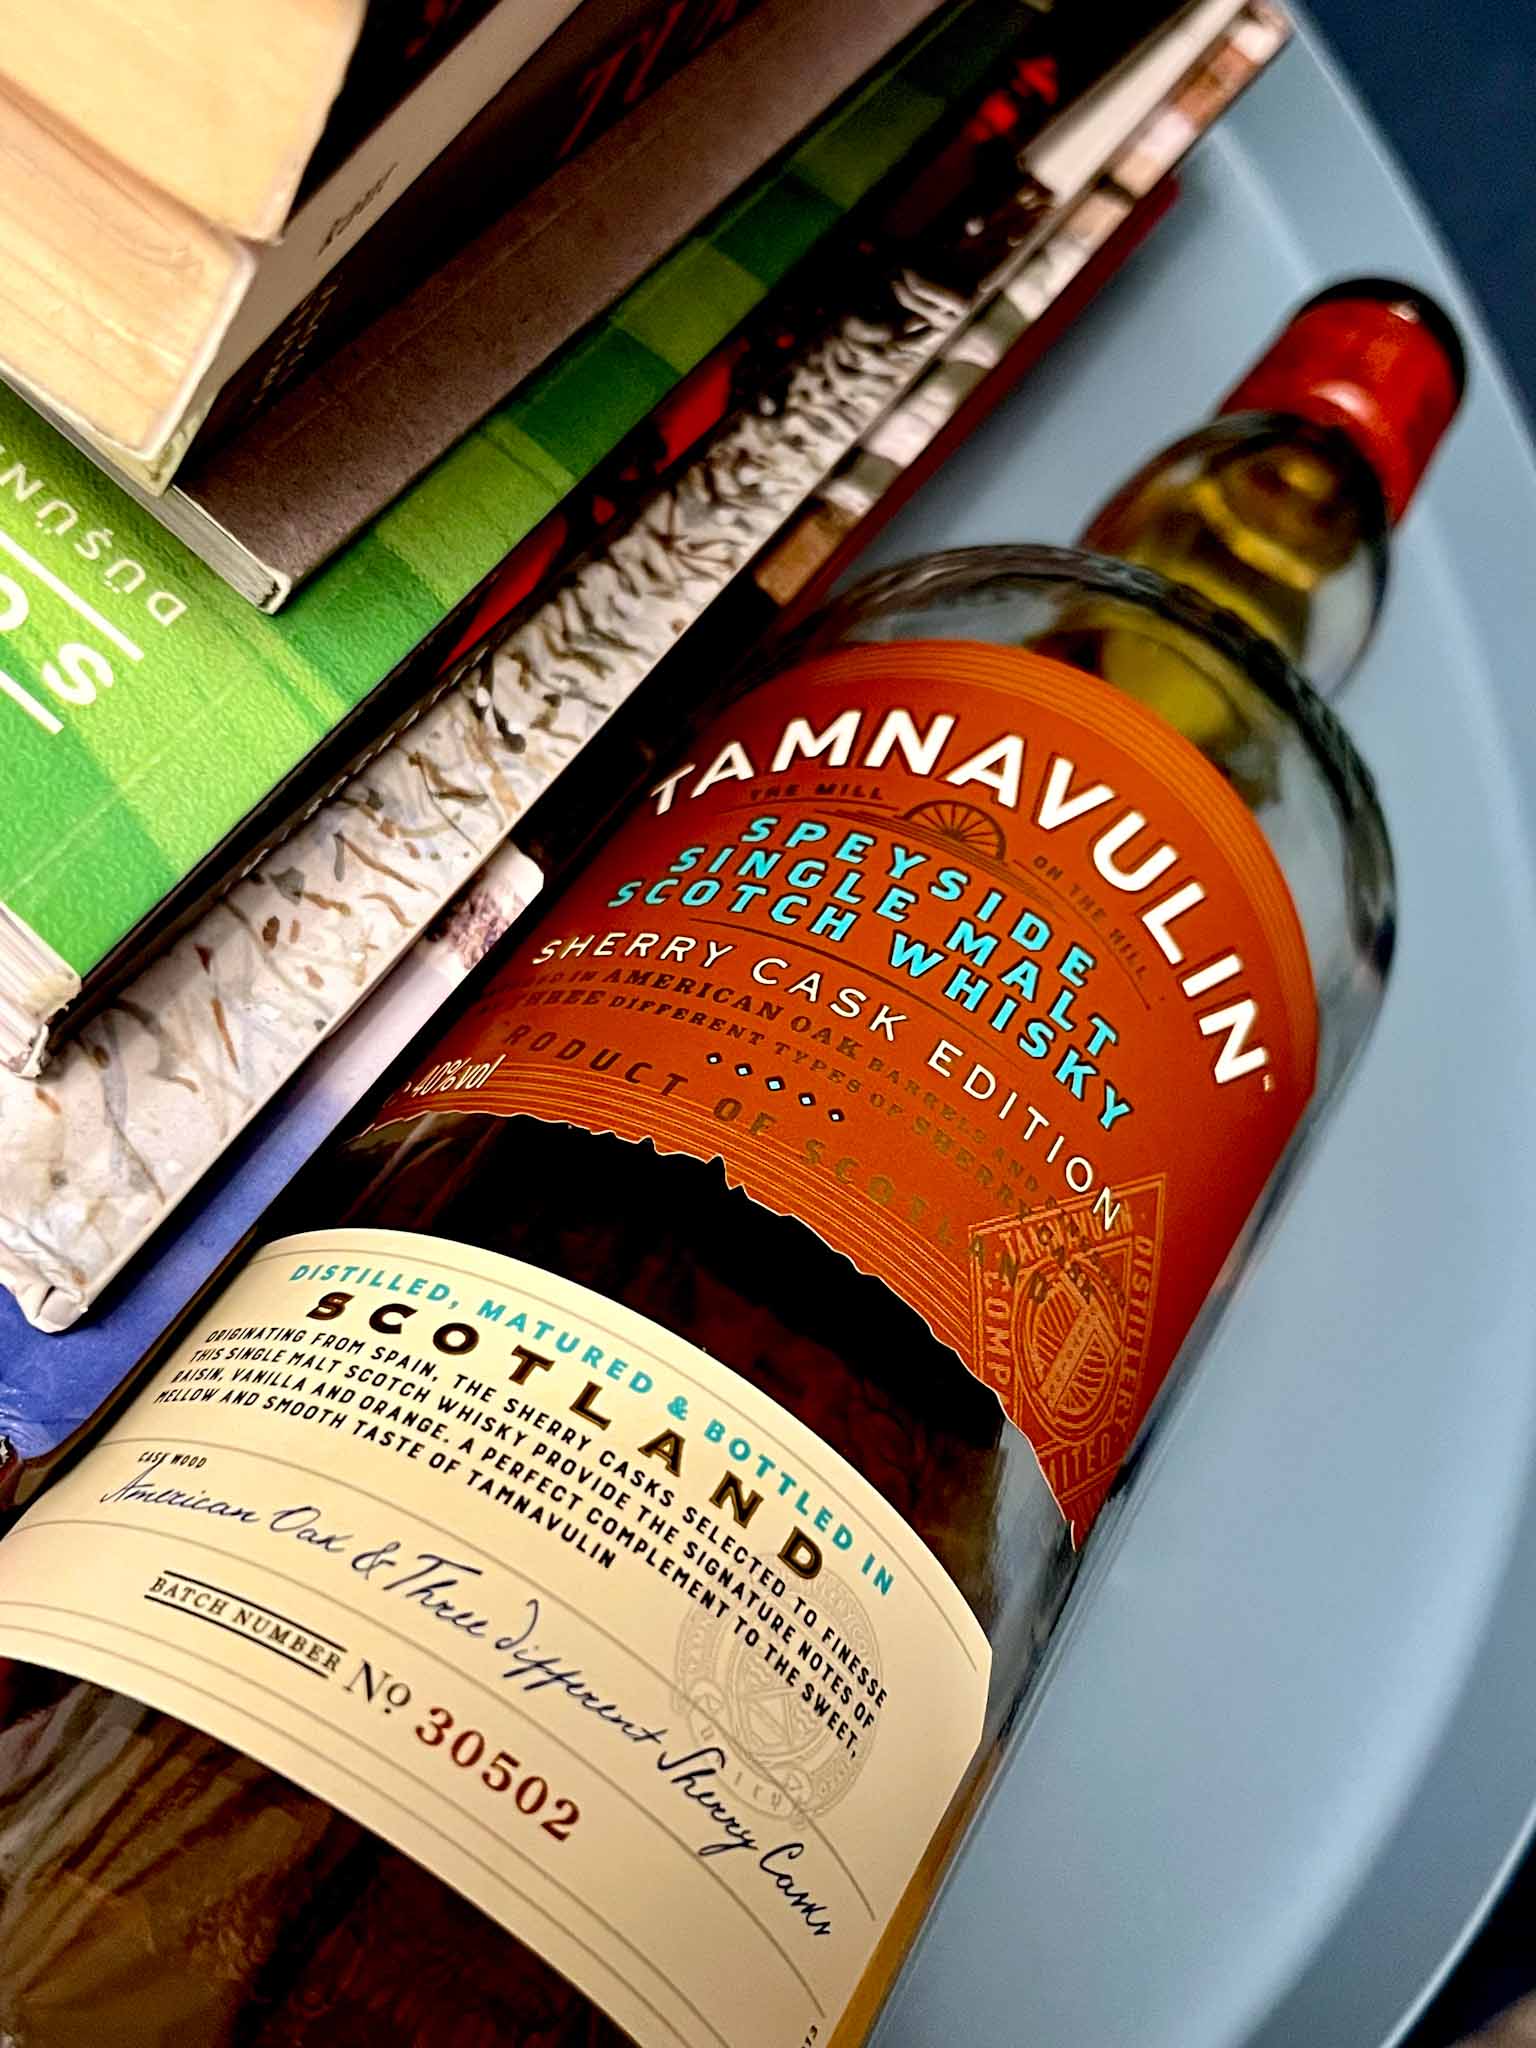 DÜŞÜN
OS
TAMNAVULIN
THE MILL ON THE HILL
SPEYSIDE
SINGLE MALT
SCOTCH WHISKY
SHERRY CASK EDITION
IN AMERICAN OAK BARRELS AND
THREE DIFFERENT TYPES OF SHERRY
PRODUCT OF SCOTLAND
40%vol
TAMNAVULIN
DISTILLERY
DISTILLED, MATURED & BOTTLED IN
SCOTLAND
ORIGINATING FROM SPAIN, THE SHERRY CASKS SELECTED TO FINESSE
THIS SINGLE MALT SCOTCH WHISKY PROVIDE THE SIGNATURE NOTES OF
RAISIN, VANILLA AND ORANGE. A PERFECT COMPLEMENT TO THE SWEET,
MELLOW AND SMOOTH TASTE OF TAMNAVULIN
CASK WOOD
American Oak & Three different Sherry Casks
BATCH NUMBER No 30502